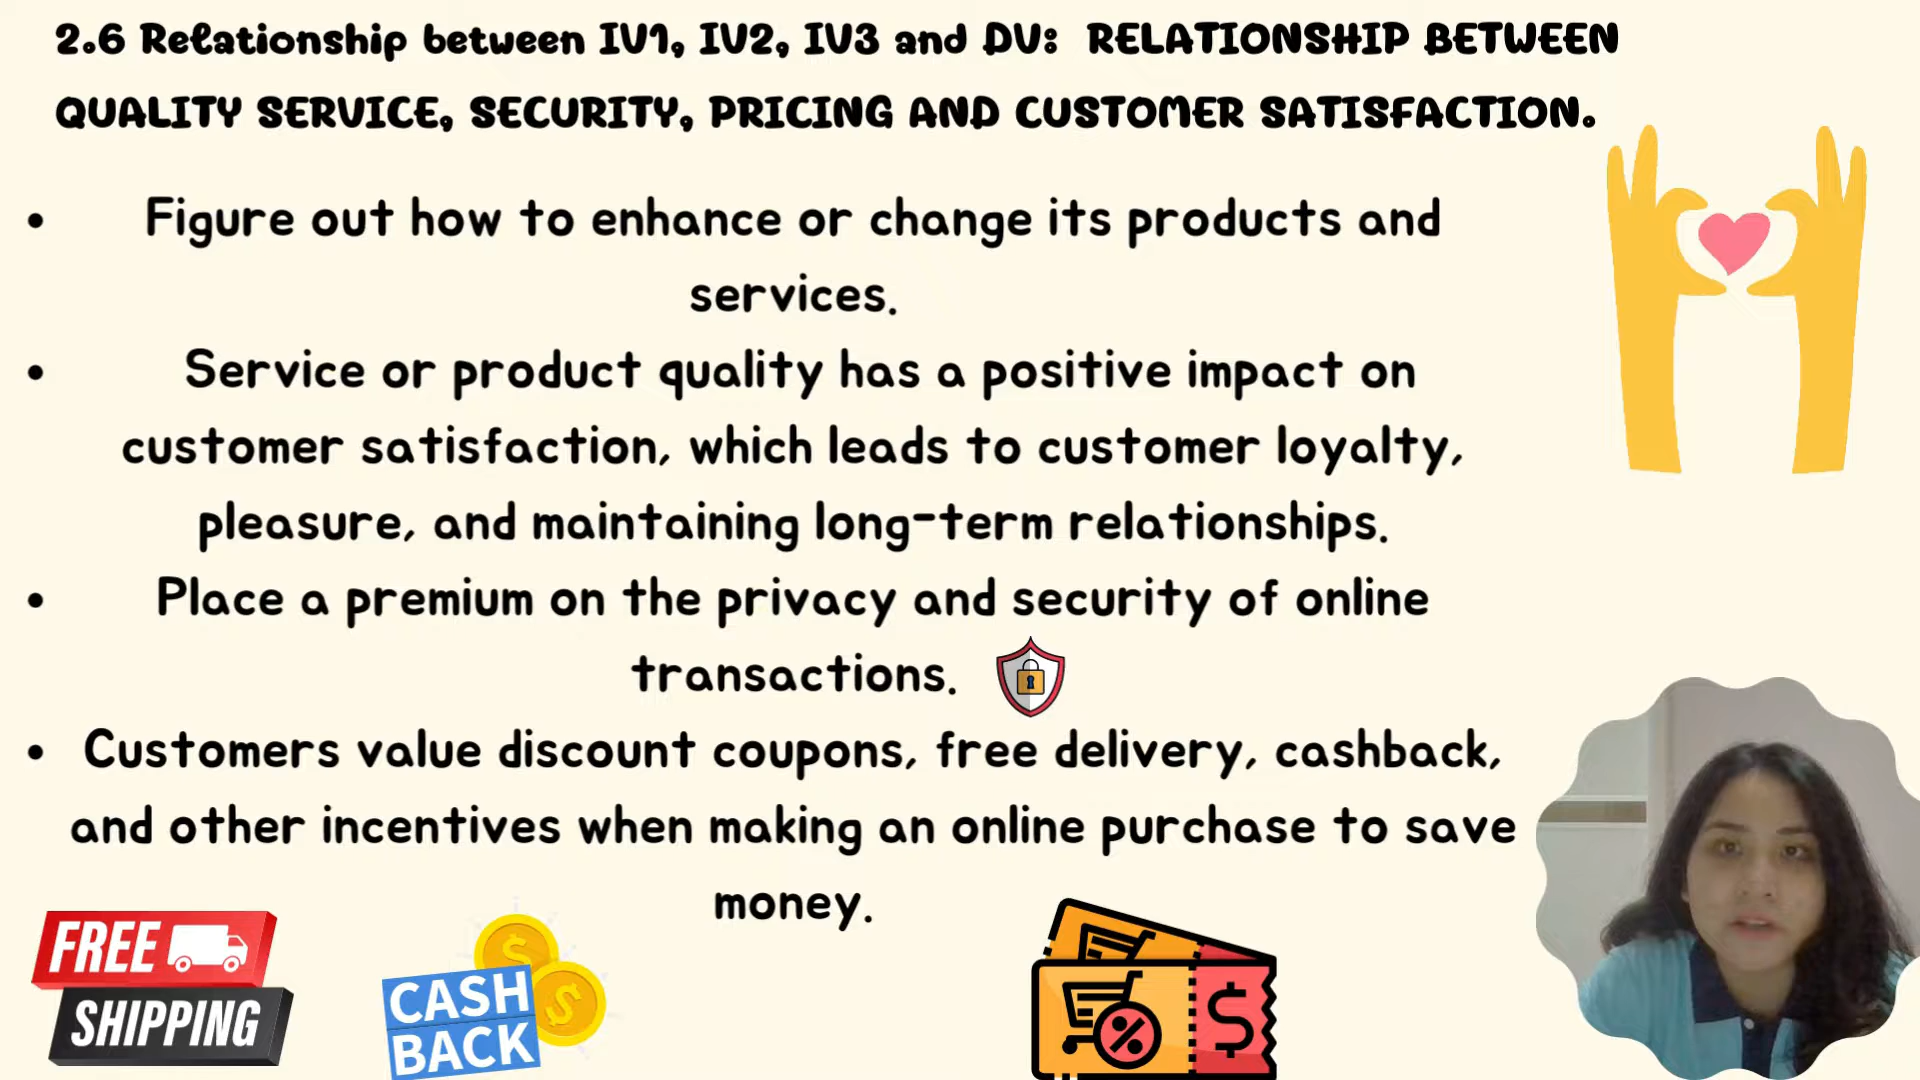 2.6 Relationship between IV1, IV2, IV3 and DV: RELATIONSHIP BETWEEN
QUALITY SERVICE, SECURITY, PRICING AND CUSTOMER SATISFACTION.
• Figure out how to enhance or change its products and
services.
• Service or product quality has a positive impact on
customer satisfaction, which leads to customer loyalty,
pleasure, and maintaining long-term relationships.
• Place a premium on the privacy and security of online
transactions.
• Customers value discount coupons, free delivery, cashback,
and other incentives when making an online purchase to save
money.
FREE
SHIPPING
$
$
CASH
BACK
%
$